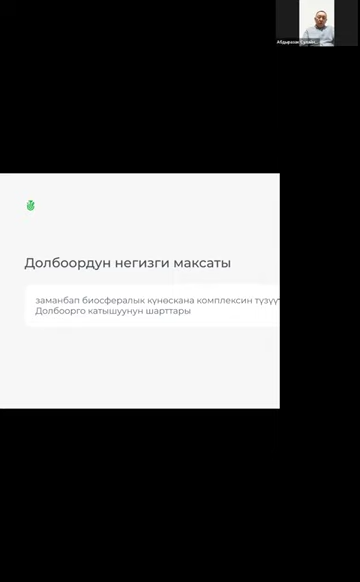 Долбоордун негизги максаты
заманбап биосфералык күнөскана комплексин түзүү
Долбоорго катышуунун шарттары